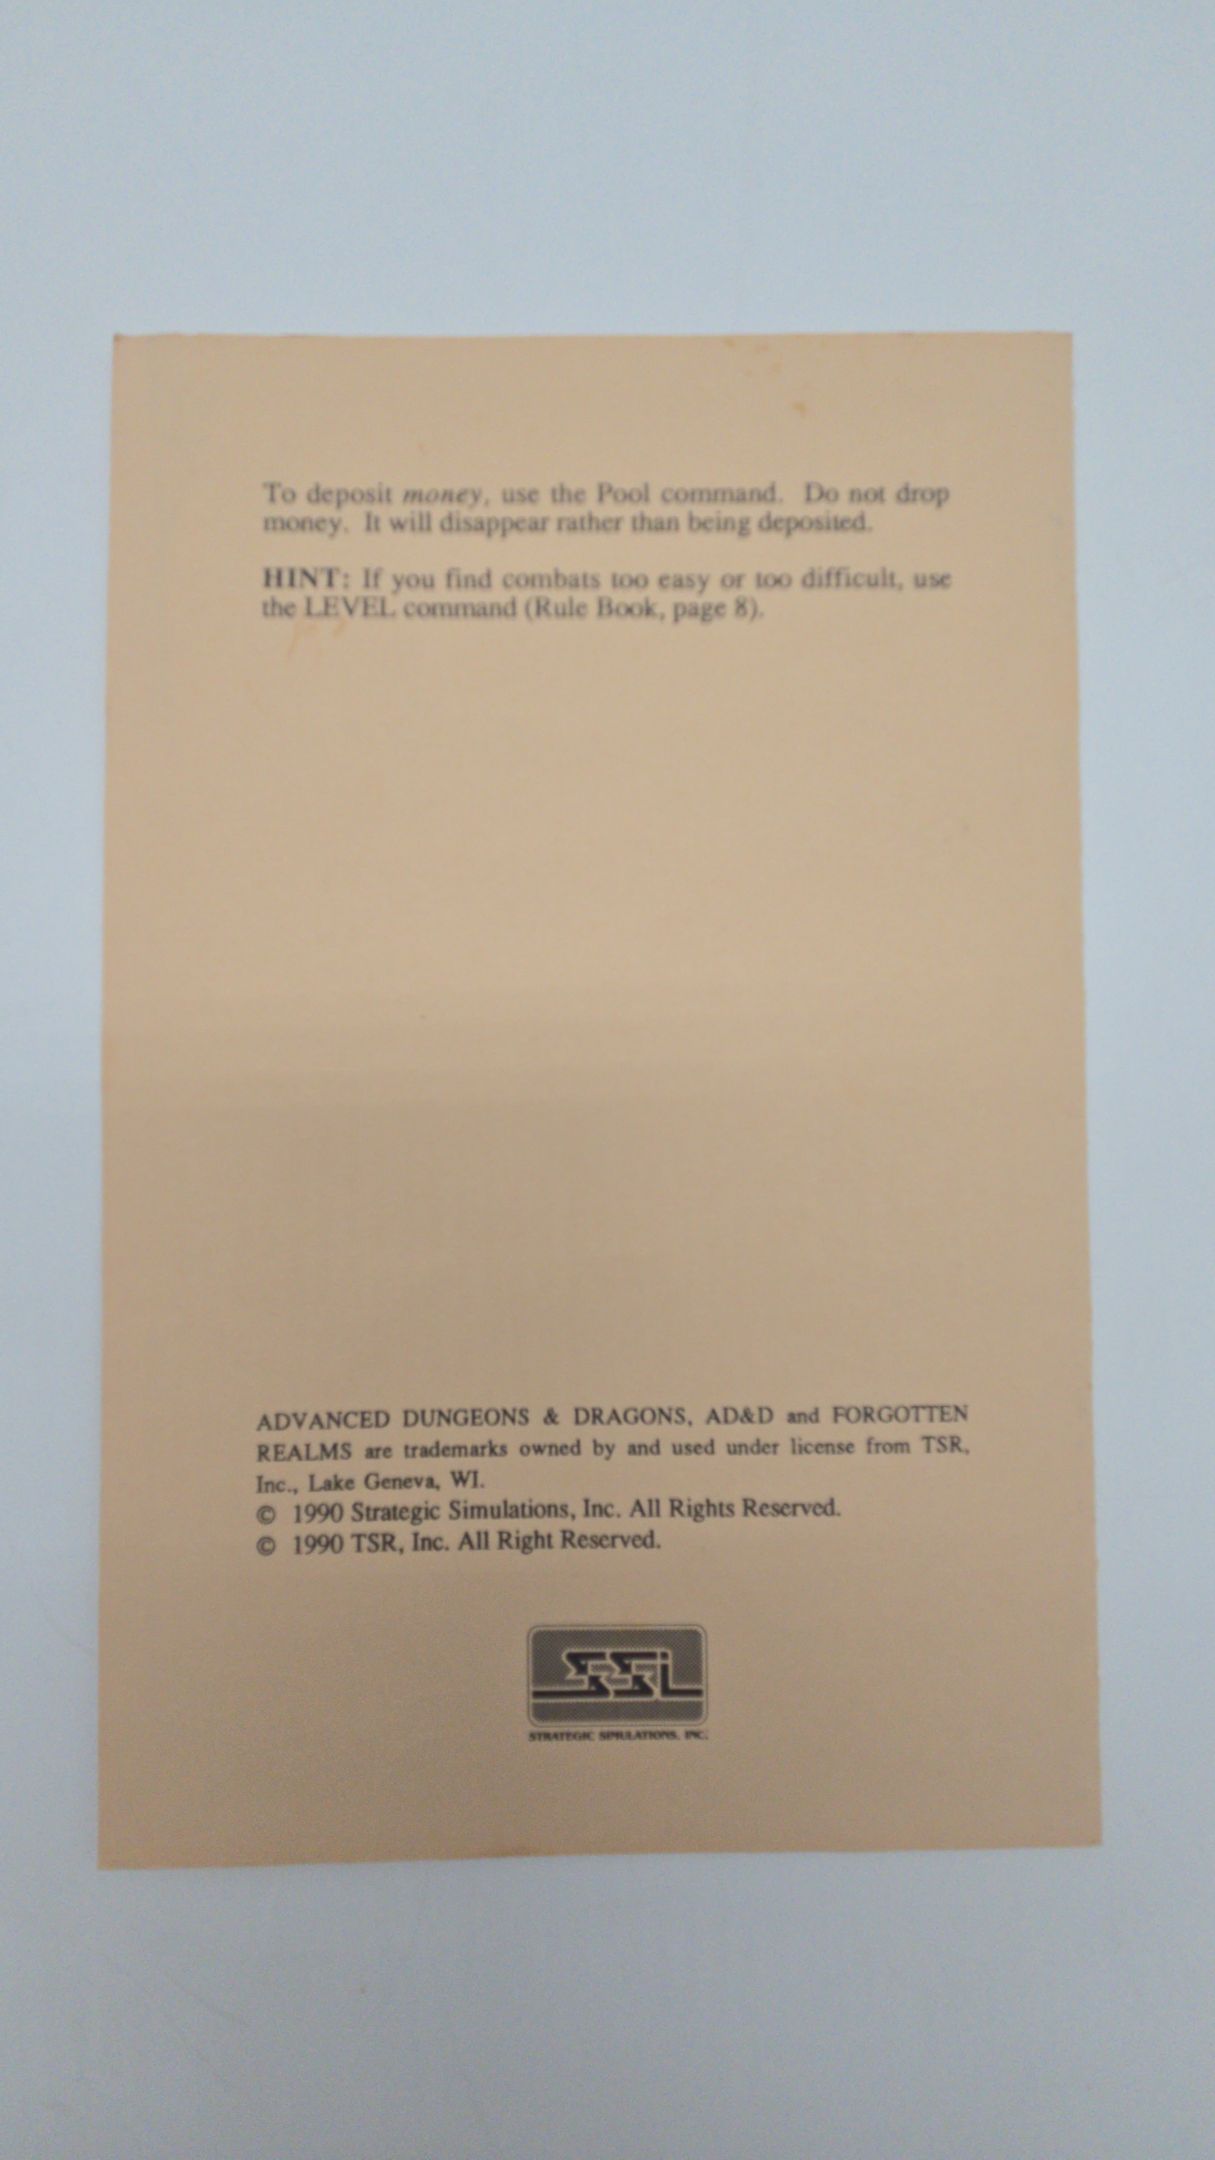 To deposit money, use the Pool command. Do not drop
money. It will disappear rather than being deposited.
HINT: If you find combats too easy or too difficult, use
the LEVEL command (Rule Book, page 8).
ADVANCED DUNGEONS & DRAGONS, AD&D and FORGOTTEN
REALMS are trademarks owned by and used under license from TSR,
Inc., Lake Geneva, WI.
© 1990 Strategic Simulations, Inc. All Rights Reserved.
© 1990 TSR, Inc. All Right Reserved.
SSI
STRATEGIC SIMULATIONS, INC.